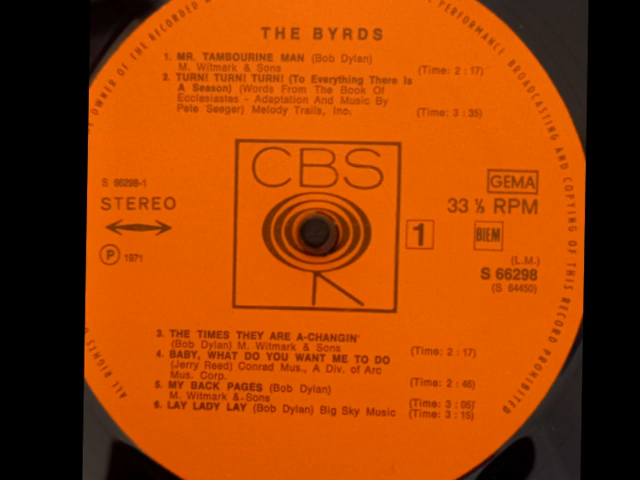 THE BYRDS
1. MR. TAMBOURINE MAN (Bob Dylan)
M. Witmark & Sons (Time: 2 : 17)
2. TURN! TURN! TURN! (To Everything There Is
A Season) (Words From The Book Of
Ecclesiastes - Adaptation And Music By
Pete Seeger) Melody Trails, Inc. (Time: 3 : 35)
CBS
S 66298-1
STEREO
P 1971
GEMA
33 ⅓ RPM
1 BIEM
(L.M.)
S 66298
(S 64450)
3. THE TIMES THEY ARE A-CHANGIN'
(Bob Dylan) M. Witmark & Sons (Time: 2 : 17)
4. BABY, WHAT DO YOU WANT ME TO DO
(Jerry Reed) Conrad Mus., A Div. of Arc
Mus. Corp. (Time: 2 : 46)
5. MY BACK PAGES (Bob Dylan)
M. Witmark & Sons (Time: 3 : 05)
6. LAY LADY LAY (Bob Dylan) Big Sky Music (Time: 3 : 15)
ALL RIGHTS O
OWNER OF THE RECORDED
PERFORMANCE BROADCASTING AND COPYING OF THIS RECORD PROHIBITED